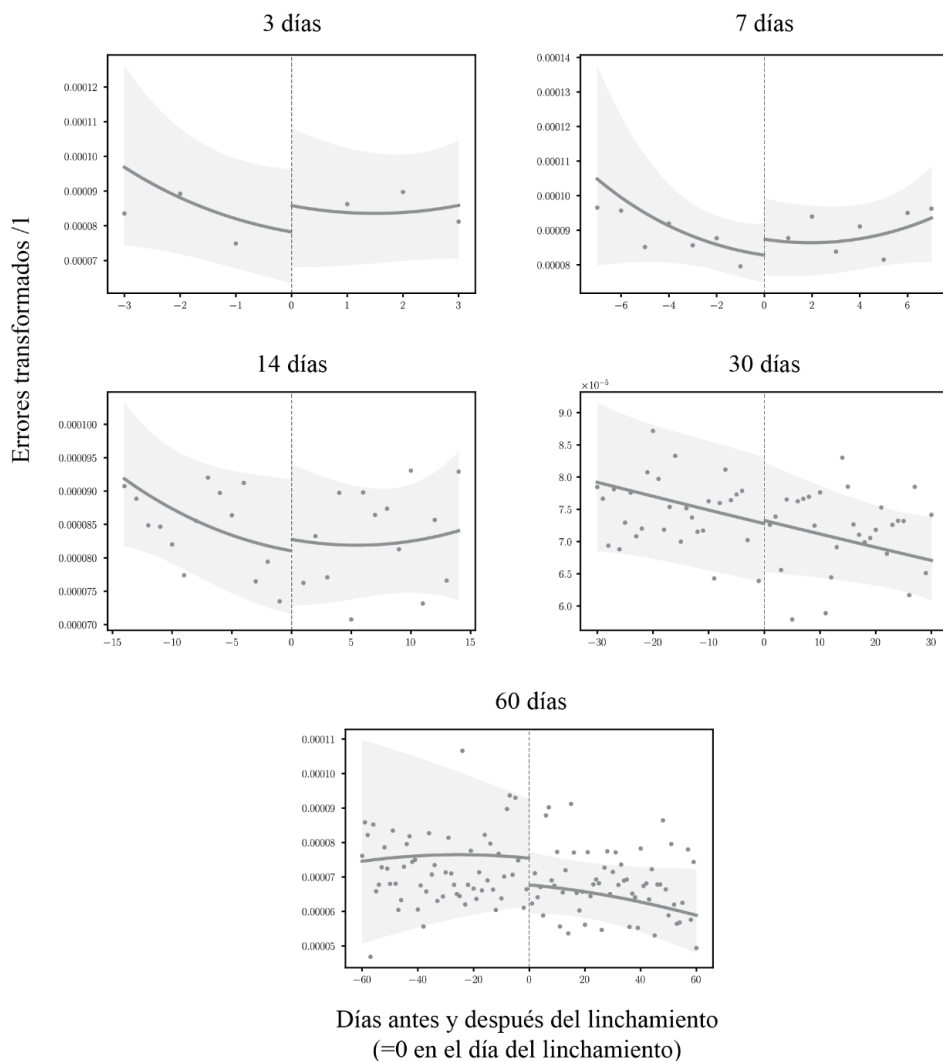 3 días
7 días
0.00012
0.00011
0.00010
0.00009
0.00008
0.00007
−3 −2 −1 0 1 2 3
0.00014
0.00013
0.00012
0.00011
0.00010
0.00009
0.00008
−6 −4 −2 0 2 4 6
Errores transformados /1
14 días
30 días
0.000100
0.000095
0.000090
0.000085
0.000080
0.000075
0.000070
−15 −10 −5 0 5 10 15
×10−5
9.0
8.5
8.0
7.5
7.0
6.5
6.0
−30 −20 −10 0 10 20 30
60 días
0.00011
0.00010
0.00009
0.00008
0.00007
0.00006
0.00005
−60 −40 −20 0 20 40 60
Días antes y después del linchamiento
(=0 en el día del linchamiento)